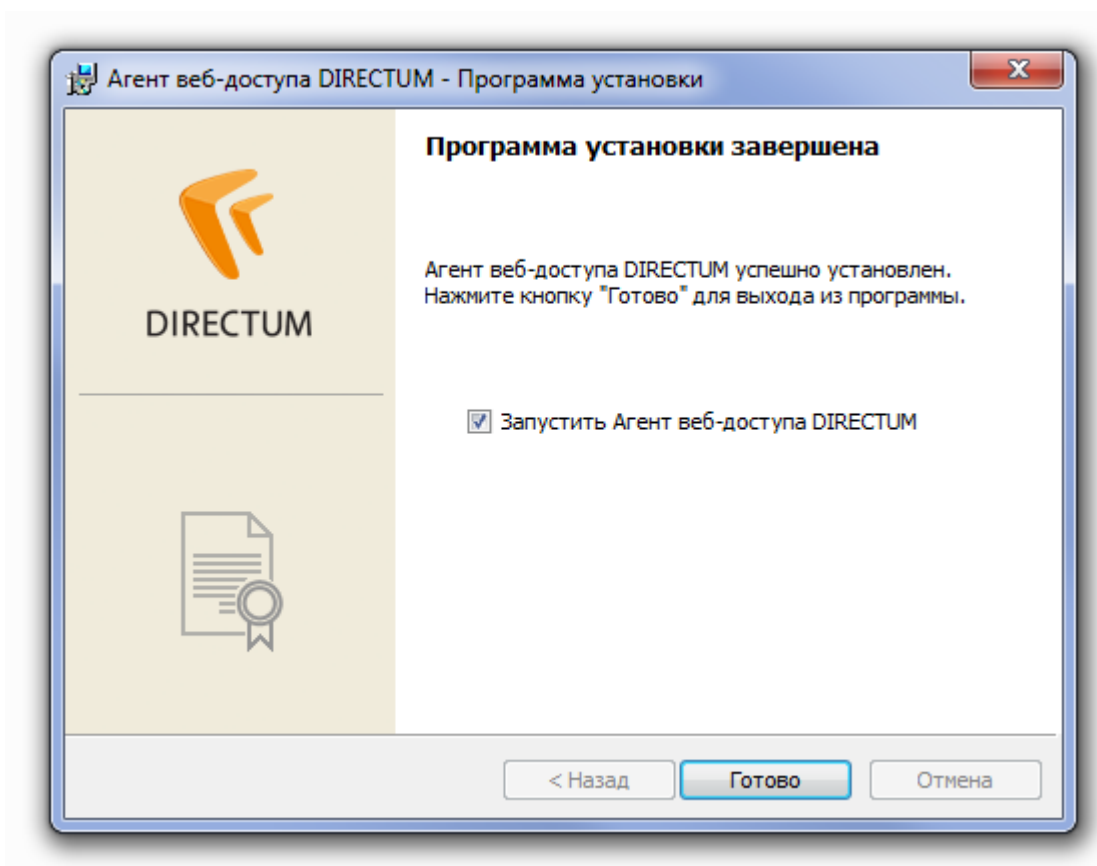 Агент веб-доступа DIRECTUM - Программа установки
Программа установки завершена
Агент веб-доступа DIRECTUM успешно установлен.
Нажмите кнопку "Готово" для выхода из программы.
DIRECTUM
Запустить Агент веб-доступа DIRECTUM
< Назад
Готово
Отмена